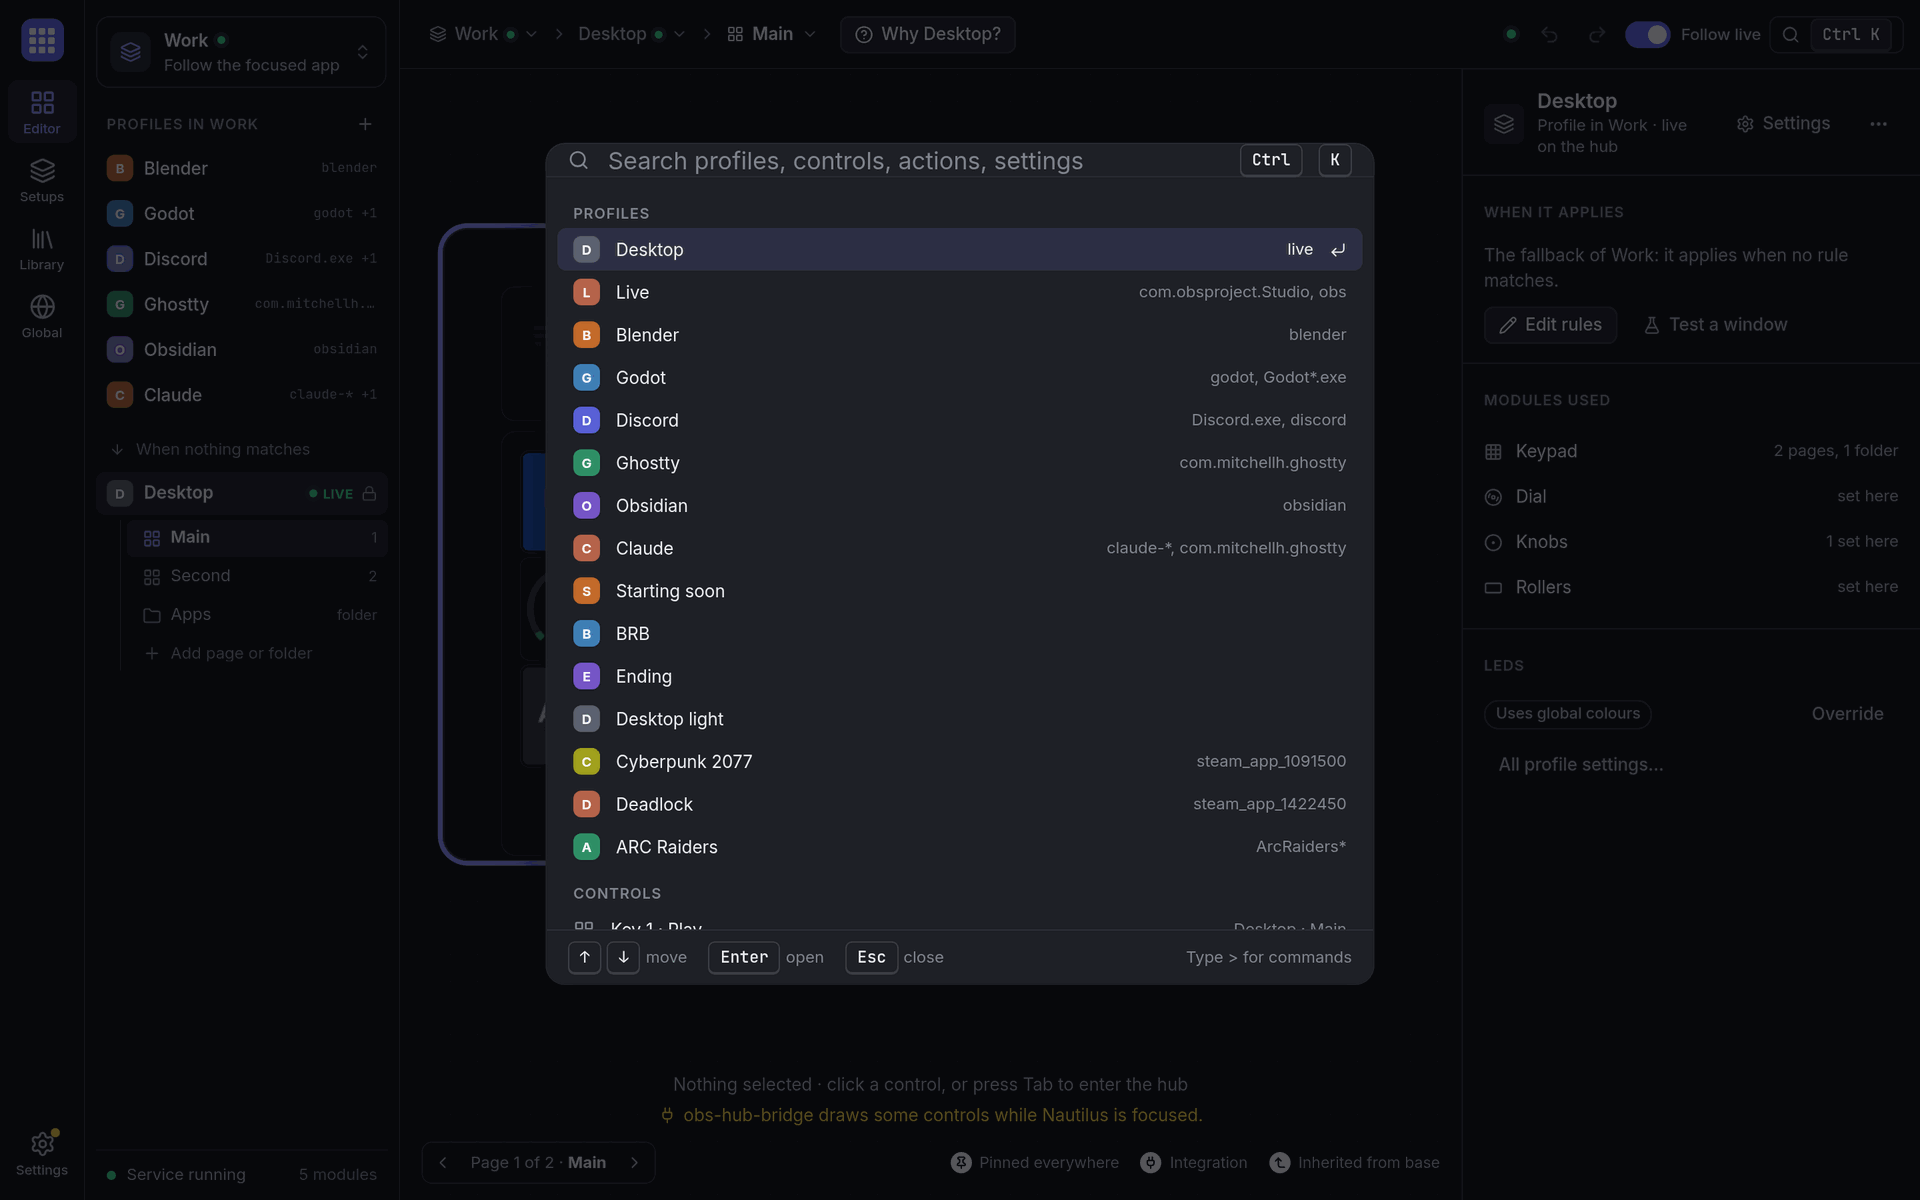 Work
Follow the focused app
Work
Desktop
Main
Why Desktop?
Follow live
Ctrl K
Editor
Setups
Library
Global
Settings
PROFILES IN WORK
B Blender blender
G Godot godot +1
D Discord Discord.exe +1
G Ghostty com.mitchellh.…
O Obsidian obsidian
C Claude claude-* +1
When nothing matches
D Desktop LIVE
Main 1
Second 2
Apps folder
Add page or folder
Service running 5 modules
Search profiles, controls, actions, settings Ctrl K
PROFILES
D Desktop live
L Live com.obsproject.Studio, obs
B Blender blender
G Godot godot, Godot*.exe
D Discord Discord.exe, discord
G Ghostty com.mitchellh.ghostty
O Obsidian obsidian
C Claude claude-*, com.mitchellh.ghostty
S Starting soon
B BRB
E Ending
D Desktop light
C Cyberpunk 2077 steam_app_1091500
D Deadlock steam_app_1422450
A ARC Raiders ArcRaiders*
CONTROLS
Key 1 · Play Desktop · Main
↑ ↓ move Enter open Esc close Type > for commands
Nothing selected · click a control, or press Tab to enter the hub
obs-hub-bridge draws some controls while Nautilus is focused.
Page 1 of 2 · Main
Pinned everywhere Integration Inherited from base
Desktop
Profile in Work · live
on the hub
Settings
WHEN IT APPLIES
The fallback of Work: it applies when no rule
matches.
Edit rules Test a window
MODULES USED
Keypad 2 pages, 1 folder
Dial set here
Knobs 1 set here
Rollers set here
LEDS
Uses global colours Override
All profile settings...